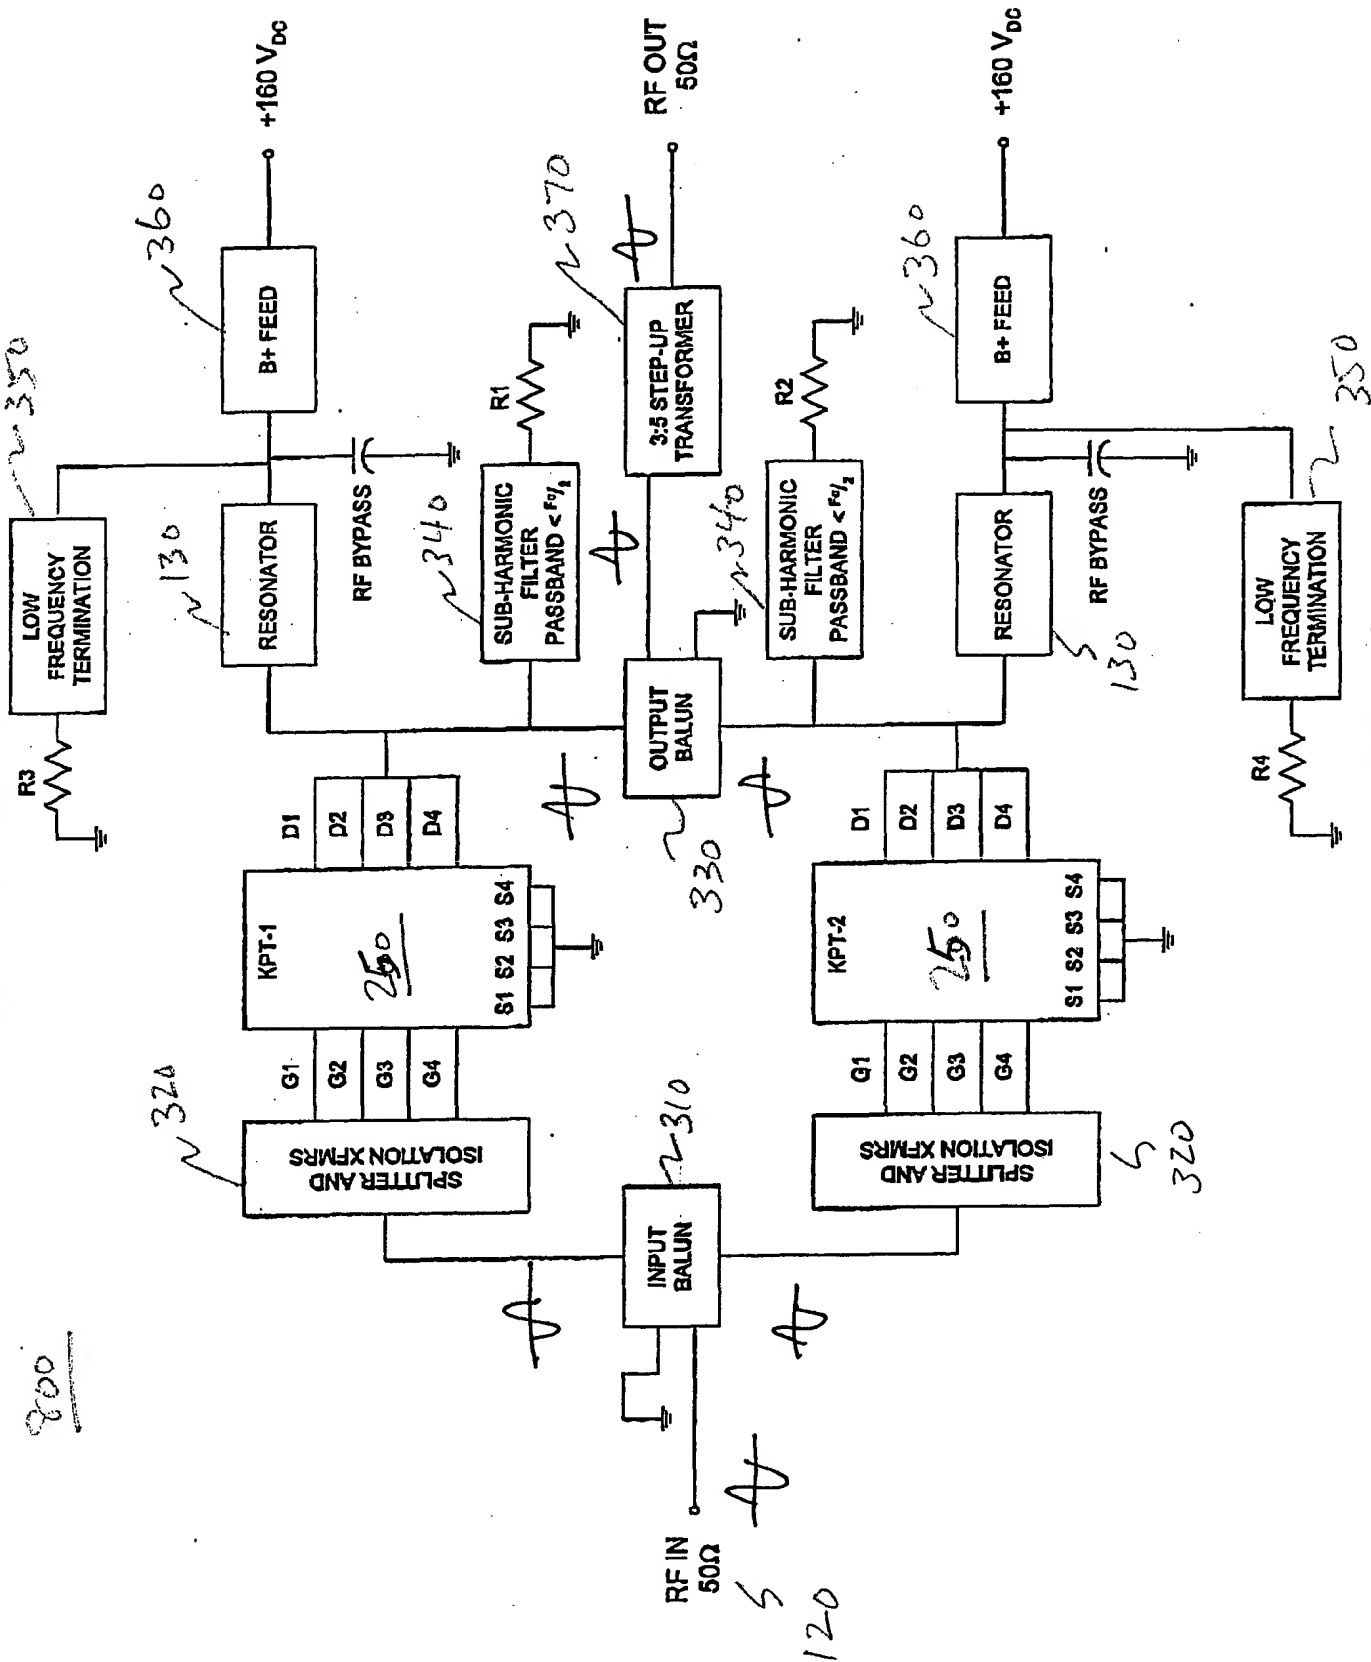 800
350
LOW
FREQUENCY
TERMINATION
R3
360
+160 V_DC
B+ FEED
130
RESONATOR
RF BYPASS
320
SPLITTER AND
ISOLATION XFMRS
G1
G2
G3
G4
KPT-1
250
S1 S2 S3 S4
D1
D2
D3
D4
340
SUB-HARMONIC
FILTER
PASSBAND < Fo/2
R1
RF IN
50Ω
120
310
INPUT
BALUN
OUTPUT
BALUN
330
370
3:5 STEP-UP
TRANSFORMER
RF OUT
50Ω
340
SUB-HARMONIC
FILTER
PASSBAND < Fo/2
R2
SPLITTER AND
ISOLATION XFMRS
320
G1
G2
G3
G4
KPT-2
250
S1 S2 S3 S4
D1
D2
D3
D4
RESONATOR
130
RF BYPASS
360
B+ FEED
+160 V_DC
R4
LOW
FREQUENCY
TERMINATION
350